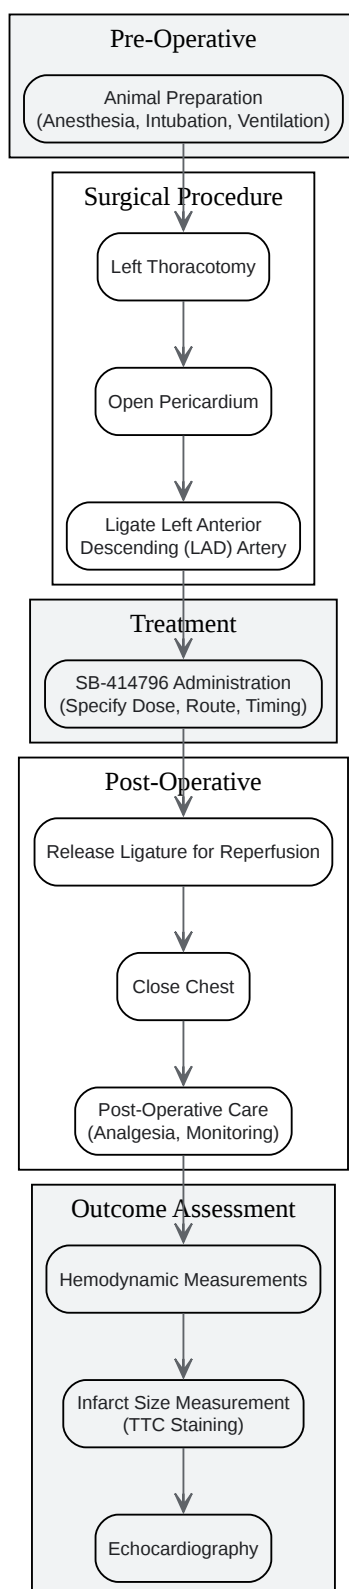 Pre-Operative
Animal Preparation
(Anesthesia, Intubation, Ventilation)
Surgical Procedure
Left Thoracotomy
Open Pericardium
Ligate Left Anterior
Descending (LAD) Artery
Treatment
SB-414796 Administration
(Specify Dose, Route, Timing)
Post-Operative
Release Ligature for Reperfusion
Close Chest
Post-Operative Care
(Analgesia, Monitoring)
Outcome Assessment
Hemodynamic Measurements
Infarct Size Measurement
(TTC Staining)
Echocardiography